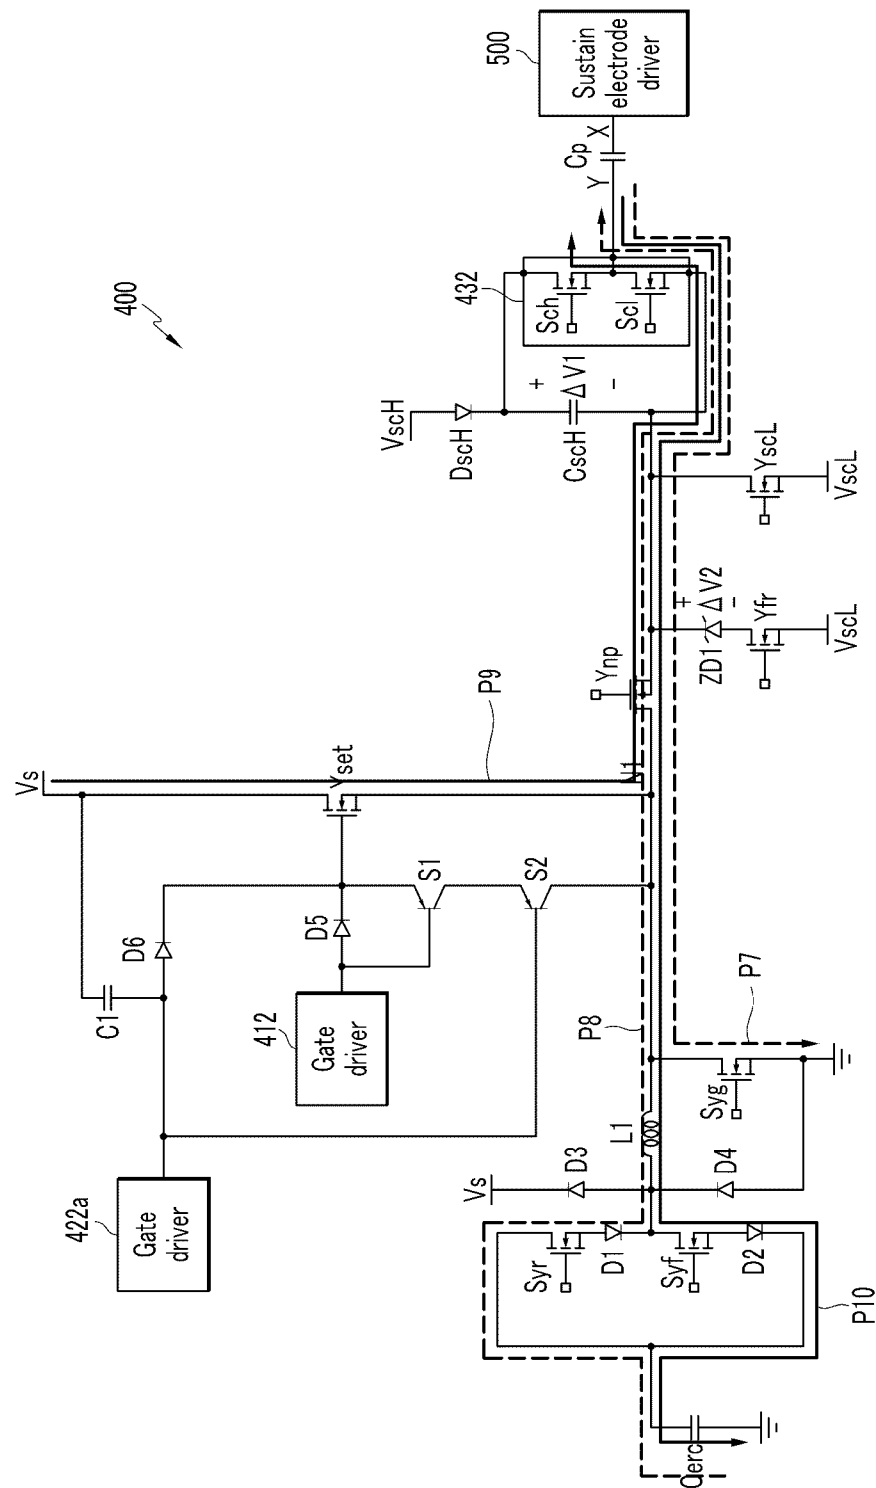 400
422a
Gate
driver
412
Gate
driver
C1
D6
D5
S1
S2
Vs
Yset
P9
VscH
DscH
CscH
+
ΔV1
−
432
Sch
Scl
Y
Cp
X
500
Sustain
electrode
driver
Ynp
ZD1
+
ΔV2
−
Yfr
VscL
YscL
VscL
P8
P7
L1
Syg
Vs
D3
D4
Syr
D1
Syf
D2
P10
Cerc